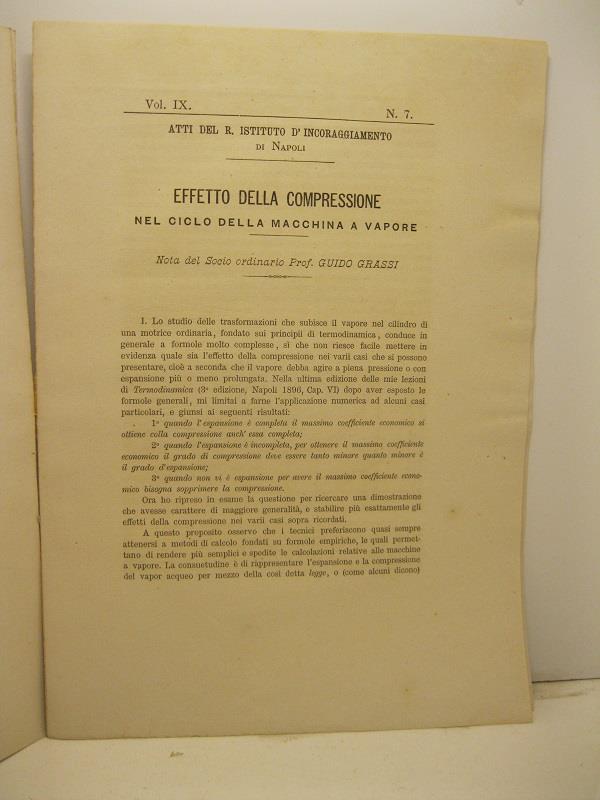 Vol. IX.
N. 7.
ATTI DEL R. ISTITUTO D'INCORAGGIAMENTO
DI NAPOLI
EFFETTO DELLA COMPRESSIONE
NEL CICLO DELLA MACCHINA A VAPORE
Nota del Socio ordinario Prof. GUIDO GRASSI
I. Lo studio delle trasformazioni che subisce il vapore nel cilindro di
una motrice ordinaria, fondato sui principii di termodinamica, conduce in
generale a formole molto complesse, sì che non riesce facile mettere in
evidenza quale sia l'effetto della compressione nei varii casi che si possono
presentare, cioè a seconda che il vapore debba agire a piena pressione o con
espansione più o meno prolungata. Nella ultima edizione delle mie lezioni
di Termodinamica (3ª edizione, Napoli 1896, Cap. VI) dopo aver esposto le
formole generali, mi limitai a farne l'applicazione numerica ad alcuni casi
particolari, e giunsi ai seguenti risultati:
1º quando l'espansione è completa il massimo coefficiente economico si
ottiene colla compressione anch' essa completa;
2º quando l'espansione è incompleta, per ottenere il massimo coefficiente
economico il grado di compressione deve essere tanto minore quanto minore è
il grado d'espansione;
3º quando non vi è espansione per avere il massimo coefficiente econo-
mico bisogna sopprimere la compressione.
Ora ho ripreso in esame la questione per ricercare una dimostrazione
che avesse carattere di maggiore generalità, e stabilire più esattamente gli
effetti della compressione nei varii casi sopra ricordati.
A questo proposito osservo che i tecnici preferiscono quasi sempre
attenersi a metodi di calcolo fondati su formole empiriche, le quali permet-
tano di rendere più semplici e spedite le calcolazioni relative alle macchine
a vapore. La consuetudine è di rappresentare l'espansione e la compressione
del vapor acqueo per mezzo della così detta legge, o (come alcuni dicono)